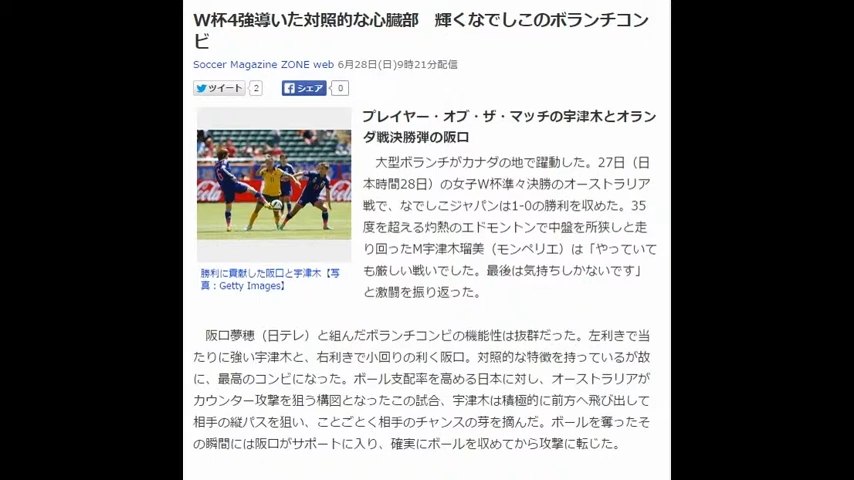 W杯4強導いた対照的な心臓部　輝くなでしこのボランチコン
ビ
Soccer Magazine ZONE web 6月28日(日)9時21分配信
ツイート 2 シェア 0
プレイヤー・オブ・ザ・マッチの宇津木とオラン
ダ戦決勝弾の阪口
　大型ボランチがカナダの地で躍動した。27日（日
本時間28日）の女子W杯準々決勝のオーストラリア
戦で、なでしこジャパンは1-0の勝利を収めた。35
度を超える灼熱のエドモントンで中盤を所狭しと走
り回ったM宇津木瑠美（モンペリエ）は「やっていて
も厳しい戦いでした。最後は気持ちしかないです」
と激闘を振り返った。
勝利に貢献した阪口と宇津木【写
真：Getty Images】
　阪口夢穂（日テレ）と組んだボランチコンビの機能性は抜群だった。左利きで当
たりに強い宇津木と、右利きで小回りの利く阪口。対照的な特徴を持っているが故
に、最高のコンビになった。ボール支配率を高める日本に対し、オーストラリアが
カウンター攻撃を狙う構図となったこの試合、宇津木は積極的に前方へ飛び出して
相手の縦パスを狙い、ことごとく相手のチャンスの芽を摘んだ。ボールを奪ったそ
の瞬間には阪口がサポートに入り、確実にボールを収めてから攻撃に転じた。